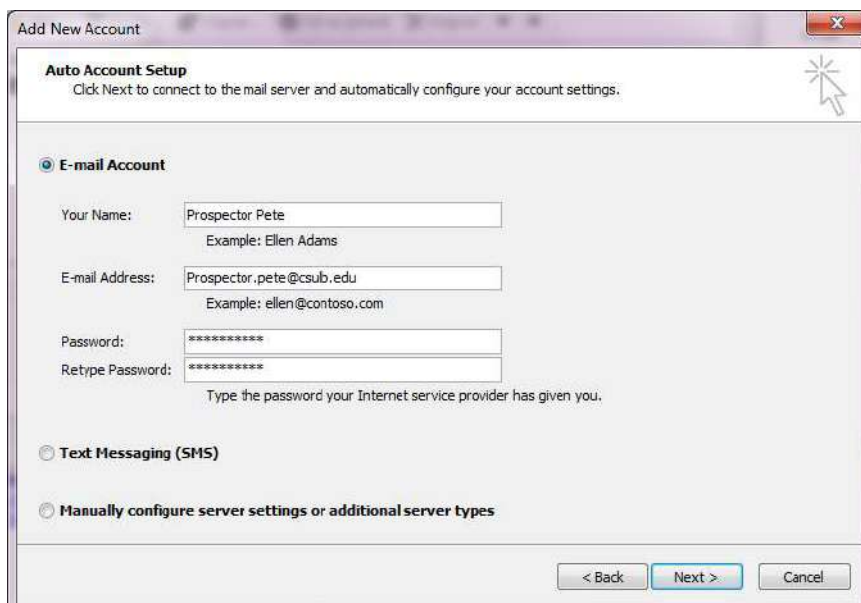 Add New Account
Auto Account Setup
Click Next to connect to the mail server and automatically configure your account settings.
E-mail Account
Your Name: Prospector Pete
Example: Ellen Adams
E-mail Address: Prospector.pete@csub.edu
Example: ellen@contoso.com
Password: **********
Retype Password: **********
Type the password your Internet service provider has given you.
Text Messaging (SMS)
Manually configure server settings or additional server types
< Back Next > Cancel